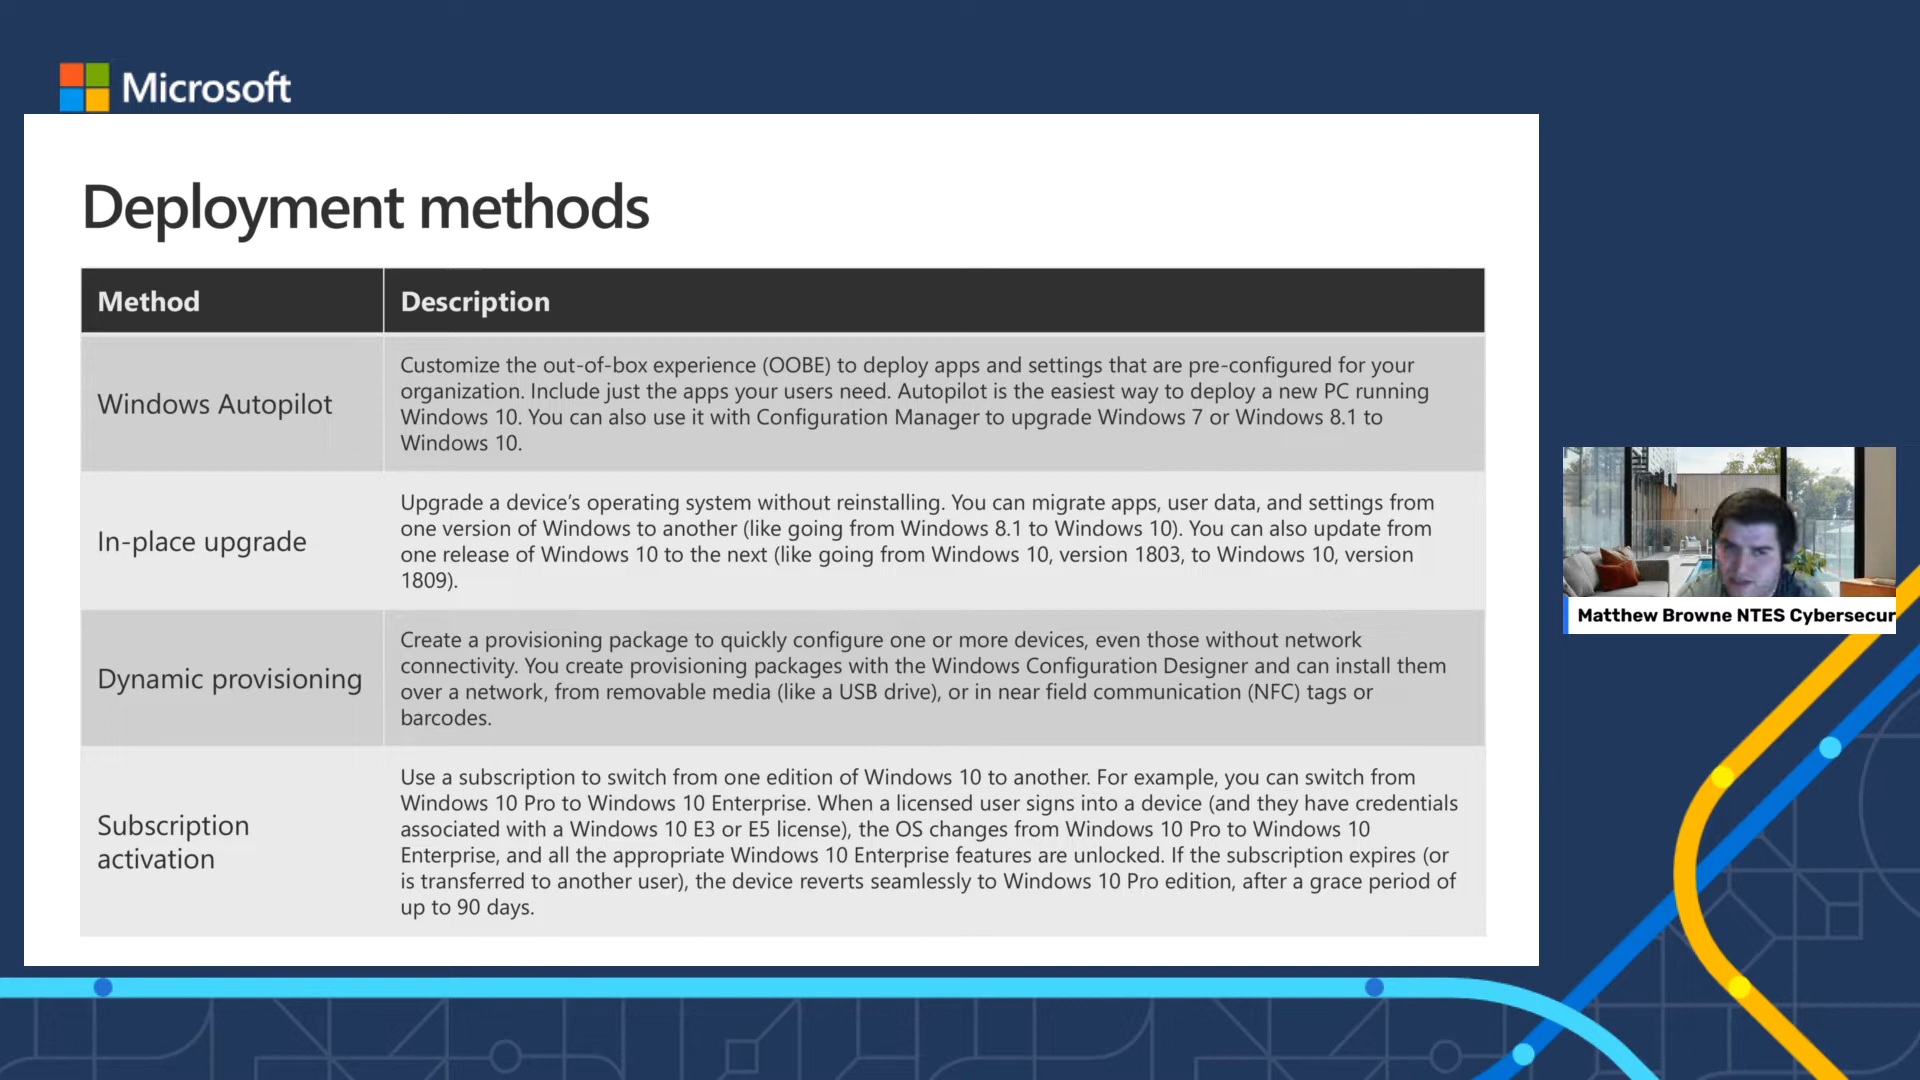 Microsoft
Deployment methods
Method
Description
Windows Autopilot
Customize the out-of-box experience (OOBE) to deploy apps and settings that are pre-configured for your
organization. Include just the apps your users need. Autopilot is the easiest way to deploy a new PC running
Windows 10. You can also use it with Configuration Manager to upgrade Windows 7 or Windows 8.1 to
Windows 10.
In-place upgrade
Upgrade a device’s operating system without reinstalling. You can migrate apps, user data, and settings from
one version of Windows to another (like going from Windows 8.1 to Windows 10). You can also update from
one release of Windows 10 to the next (like going from Windows 10, version 1803, to Windows 10, version
1809).
Dynamic provisioning
Create a provisioning package to quickly configure one or more devices, even those without network
connectivity. You create provisioning packages with the Windows Configuration Designer and can install them
over a network, from removable media (like a USB drive), or in near field communication (NFC) tags or
barcodes.
Subscription
activation
Use a subscription to switch from one edition of Windows 10 to another. For example, you can switch from
Windows 10 Pro to Windows 10 Enterprise. When a licensed user signs into a device (and they have credentials
associated with a Windows 10 E3 or E5 license), the OS changes from Windows 10 Pro to Windows 10
Enterprise, and all the appropriate Windows 10 Enterprise features are unlocked. If the subscription expires (or
is transferred to another user), the device reverts seamlessly to Windows 10 Pro edition, after a grace period of
up to 90 days.
Matthew Browne NTES Cybersecur